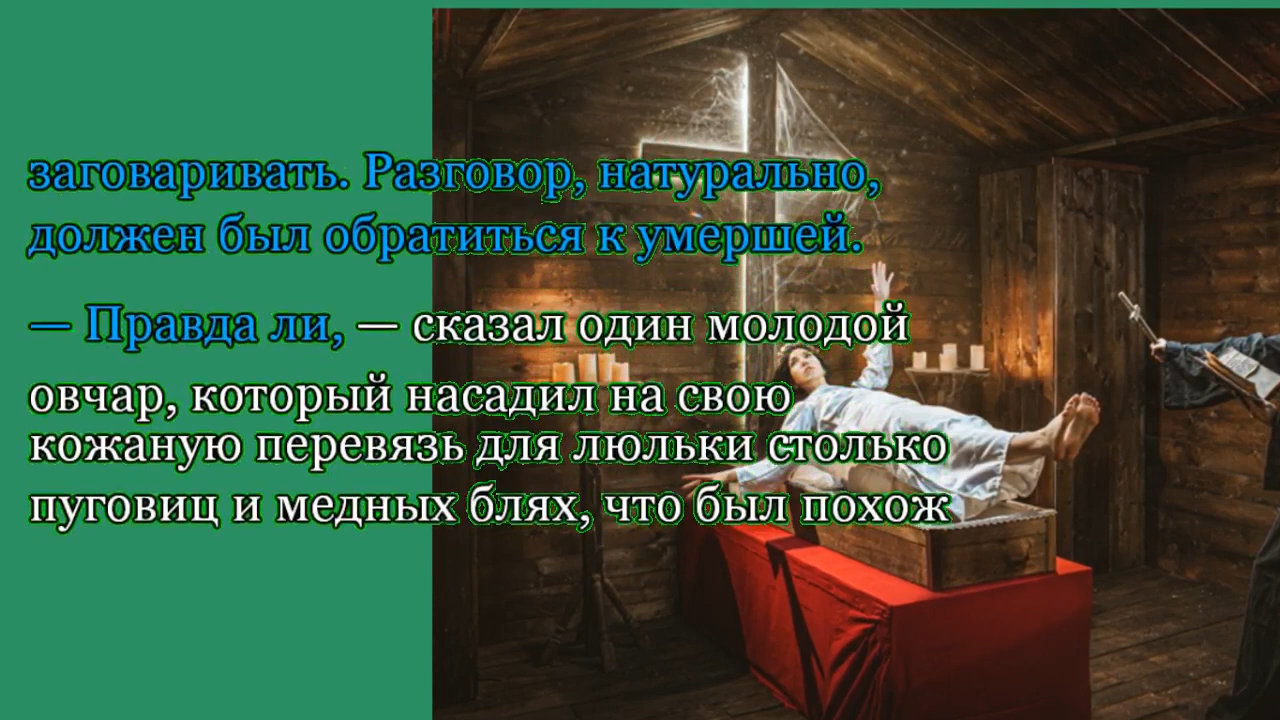 заговаривать. Разговор, натурально,
должен был обратиться к умершей.
— Правда ли, — сказал один молодой
овчар, который насадил на свою
кожаную перевязь для люльки столько
пуговиц и медных блях, что был похож